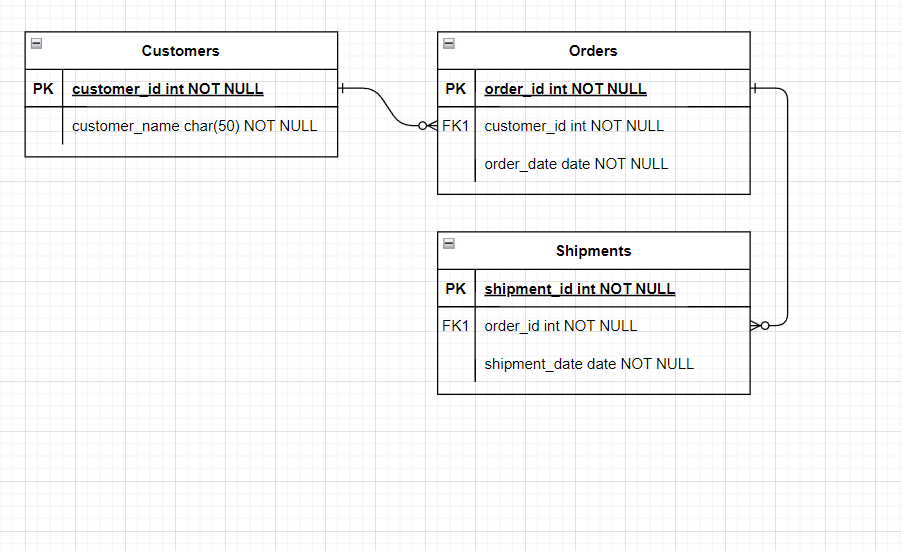 Customers
PK customer_id int NOT NULL
customer_name char(50) NOT NULL
Orders
PK order_id int NOT NULL
FK1 customer_id int NOT NULL
order_date date NOT NULL
Shipments
PK shipment_id int NOT NULL
FK1 order_id int NOT NULL
shipment_date date NOT NULL